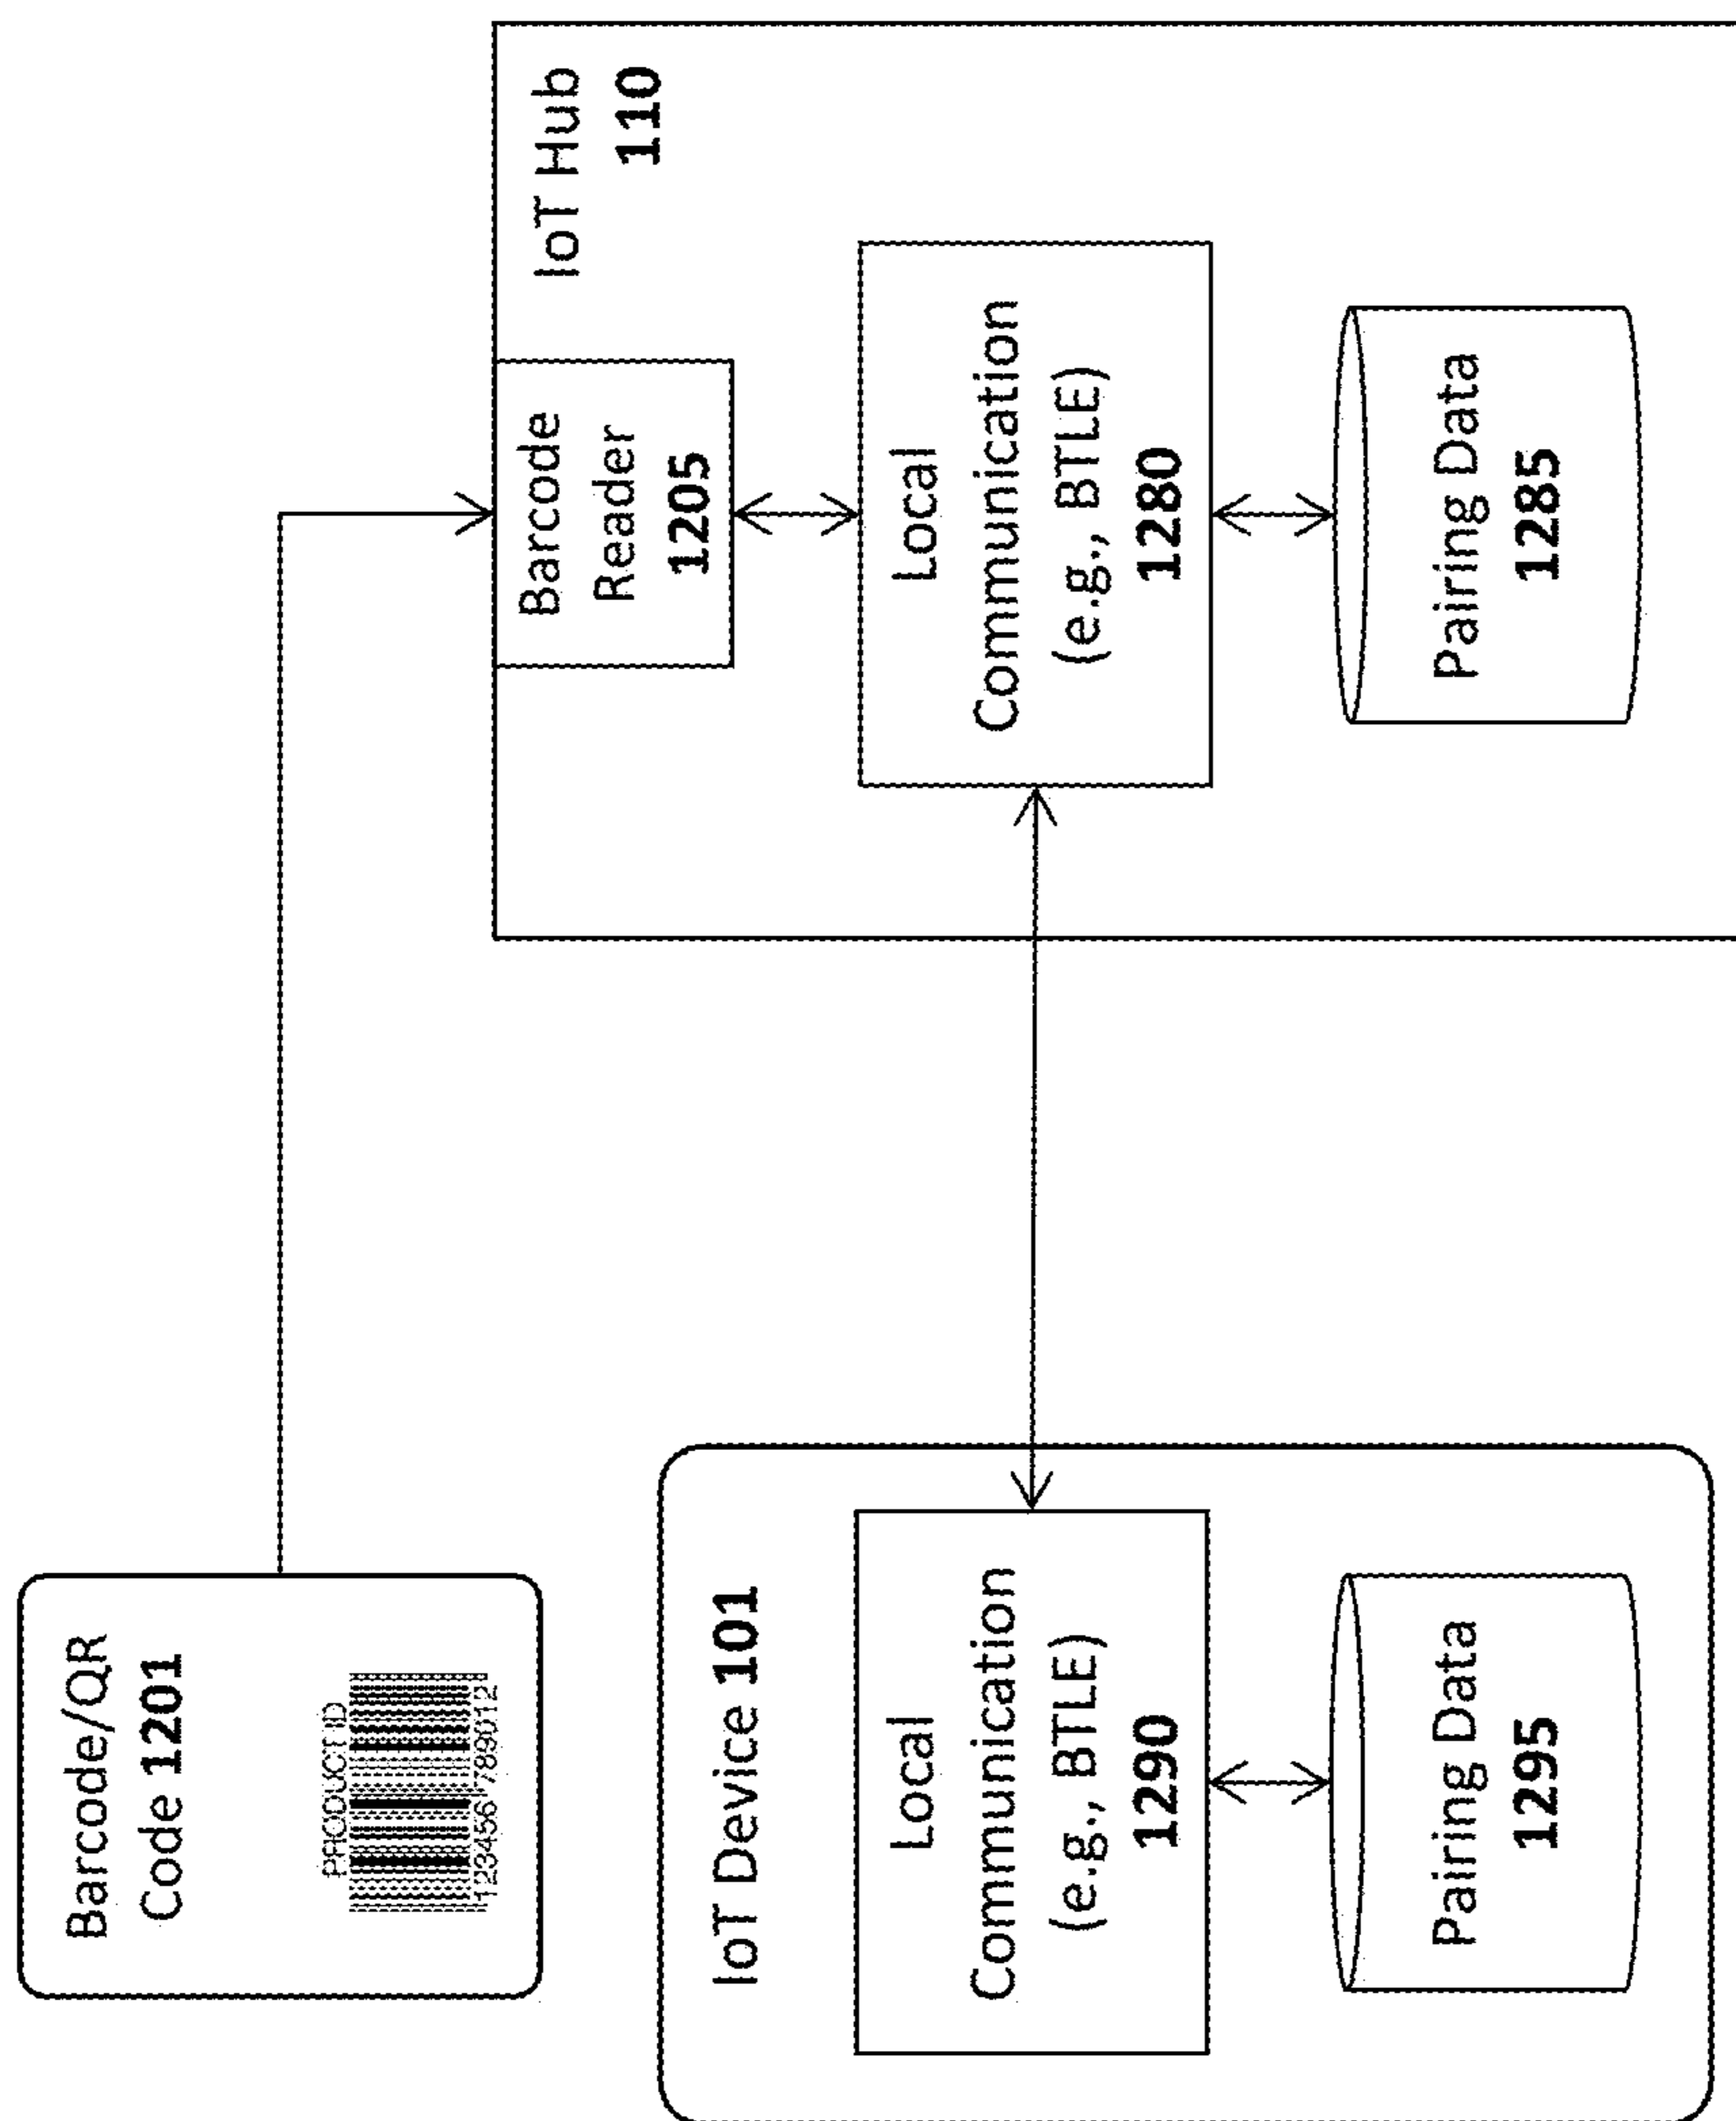 Barcode/QR
Code 1201
PRODUCT ID
123456 789012
IoT Device 101
Local
Communication
(e.g., BTLE)
1290
Pairing Data
1295
IoT Hub
110
Barcode
Reader
1205
Local
Communication
(e.g., BTLE)
1280
Pairing Data
1285